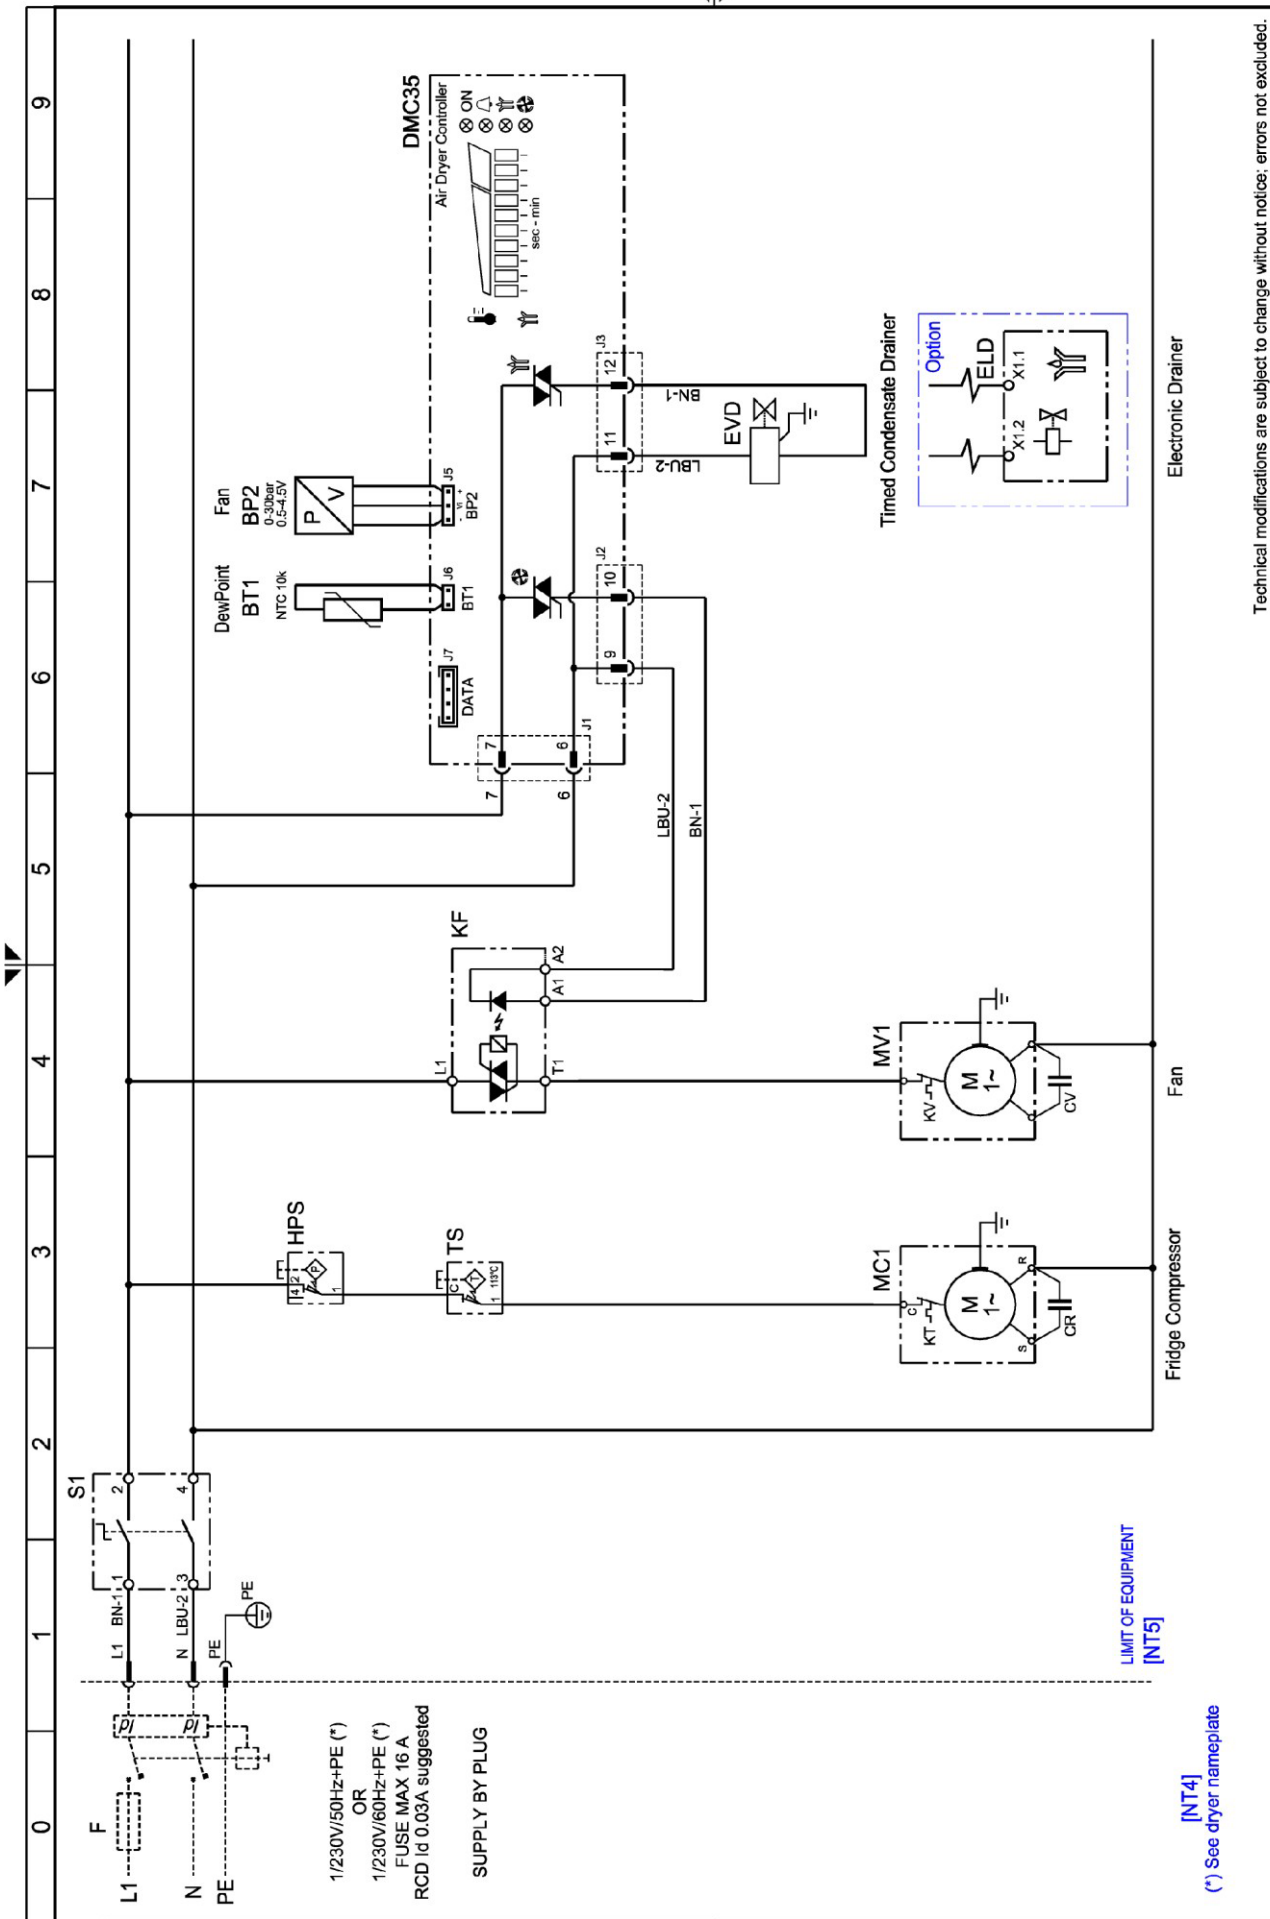 0
1
2
3
4
5
6
7
8
9
F
L1
N
PE
Id
Id
1/230V/50Hz+PE (*)
OR
1/230V/60Hz+PE (*)
FUSE MAX 16 A
RCD Id 0.03A suggested
SUPPLY BY PLUG
[NT4]
(*) See dryer nameplate
L1
BN-1
N
LBU-2
PE
PE
S1
1
2
3
4
LIMIT OF EQUIPMENT
[NT5]
HPS
4
2
P
1
TS
C
T
1
113°C
MC1
C
KT
M
1~
S
R
CR
Fridge Compressor
KF
L1
T1
A1
A2
MV1
KV
M
1~
CV
Fan
LBU-2
BN-1
DMC35
Air Dryer Controller
ON
sec - min
DewPoint
BT1
NTC 10k
Fan
BP2
0-30bar
0.5-4.5V
P
V
J7
DATA
J6
BT1
J5
- Vi +
BP2
7
6
7
6
J1
9
10
J2
11
12
J3
LBU-2
BN-1
EVD
Timed Condensate Drainer
Option
ELD
X1.2
X1.1
Electronic Drainer
Technical modifications are subject to change without notice; errors not excluded.